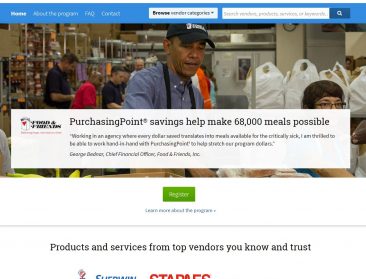 Home About the program FAQ Contact Browse vendor categories Search vendors, products, services, or keywords.
FOOD & FRIENDS
PurchasingPoint® savings help make 68,000 meals possible
"Working in an agency where every dollar saved translates into meals available for the critically sick, I am thrilled to
be able to work hand-in-hand with PurchasingPoint® to help stretch our program dollars."
George Bednar, Chief Financial Officer, Food & Friends, Inc.
Register
Learn more about the program »
Products and services from top vendors you know and trust
SHERWIN STAPLES